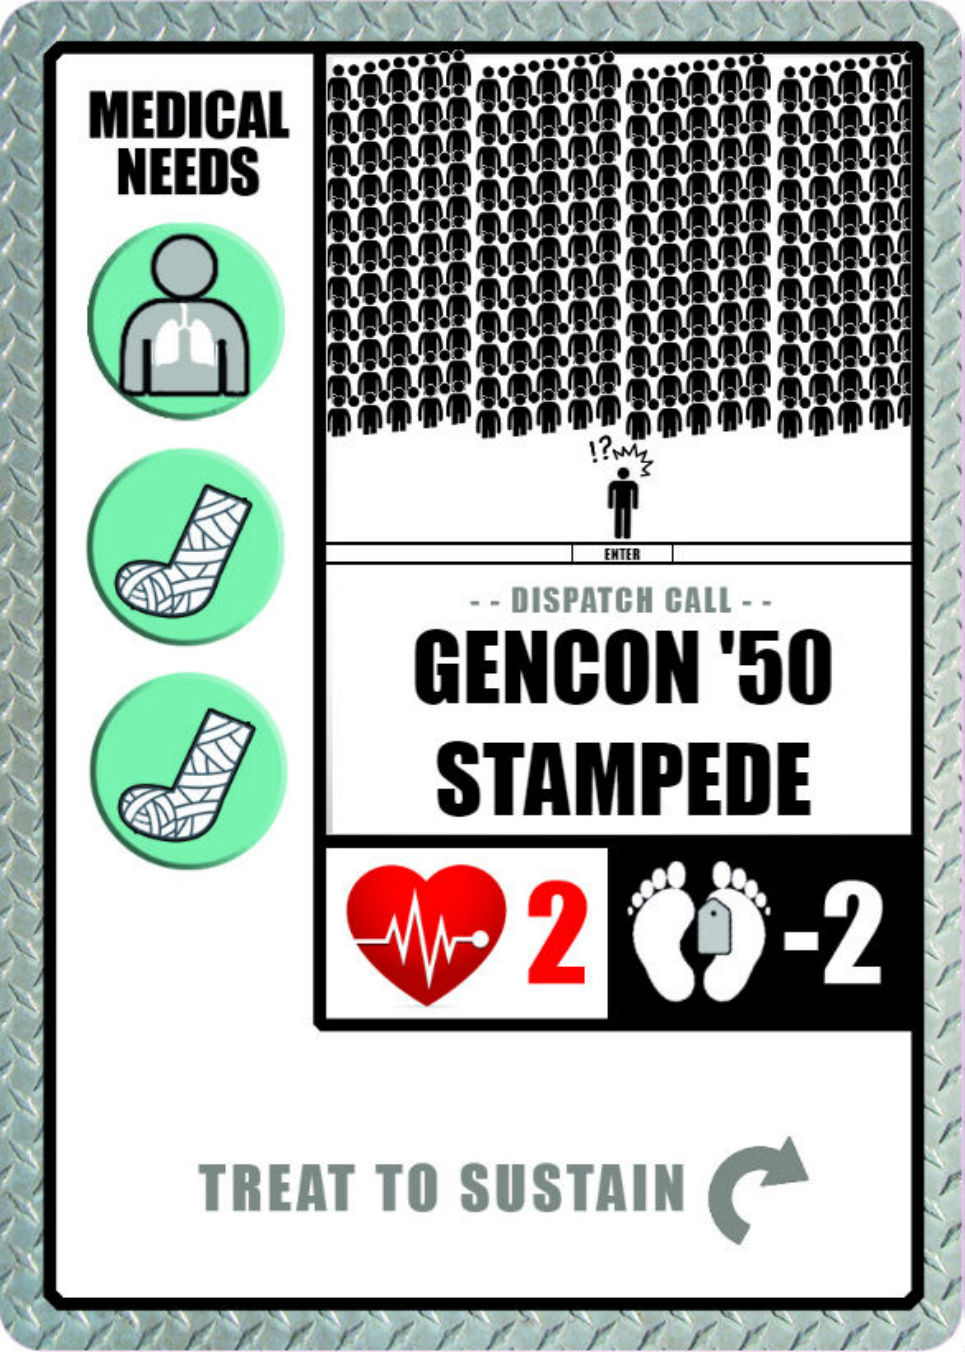 MEDICAL
NEEDS
!?
ENTER
- - DISPATCH CALL - -
GENCON '50
STAMPEDE
2
-2
TREAT TO SUSTAIN